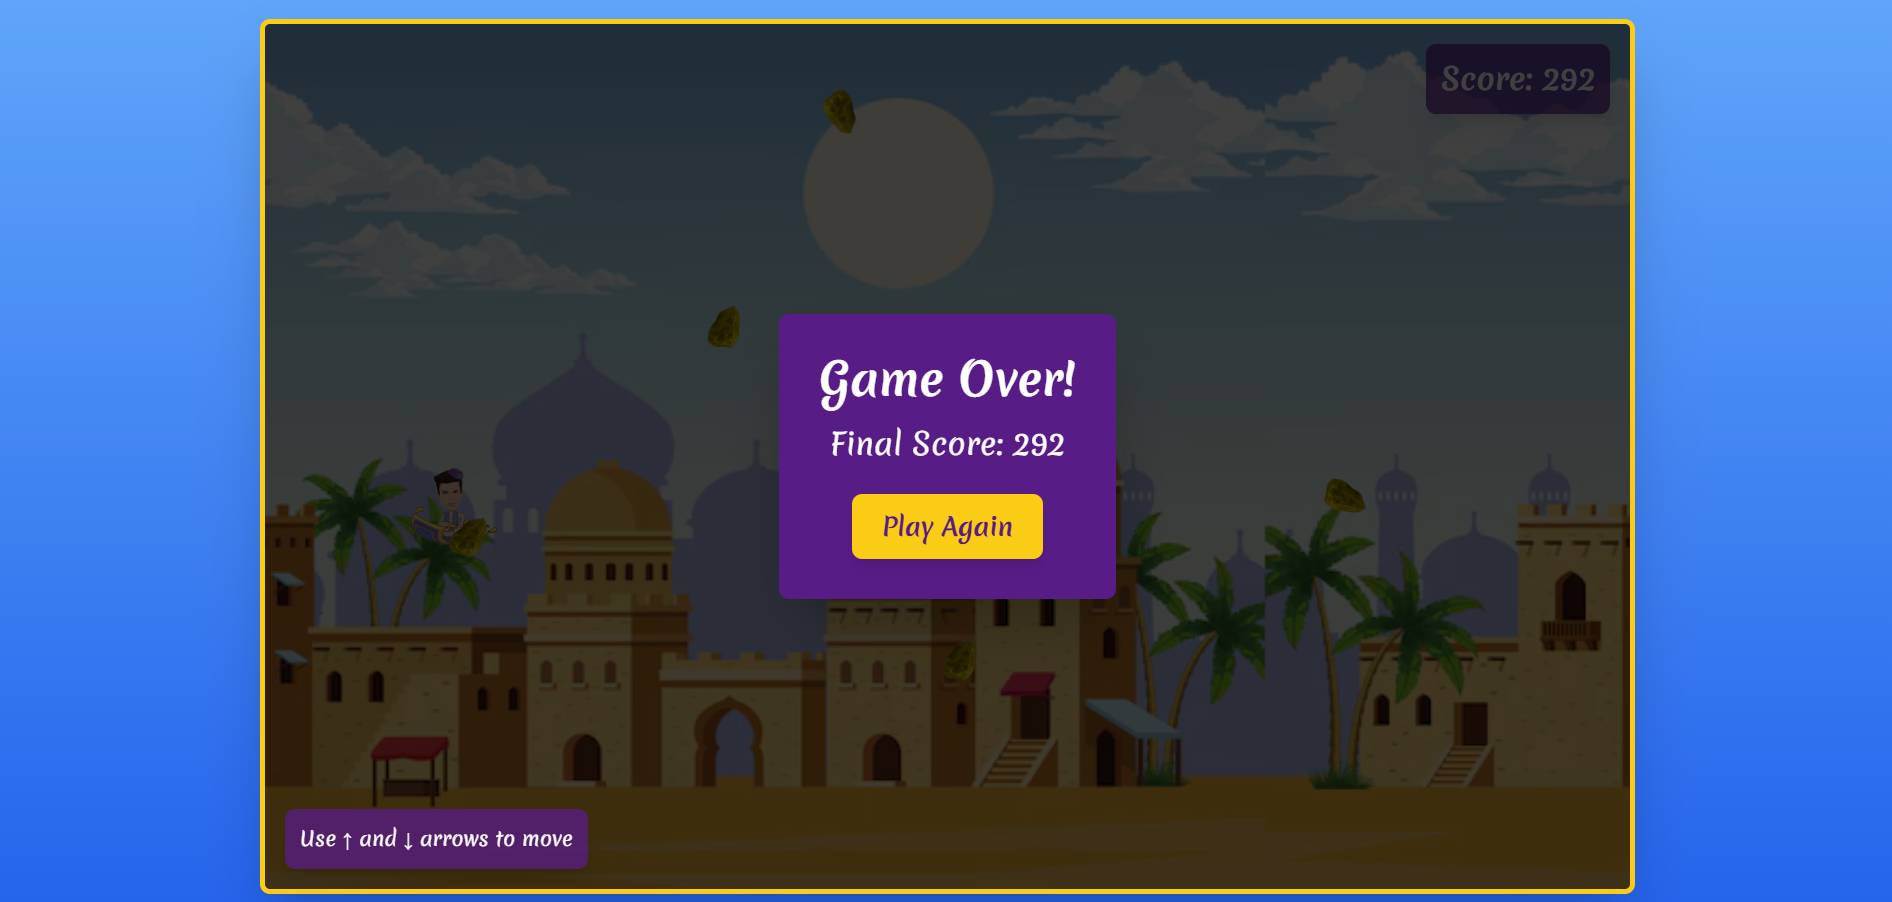 Score: 292
Game Over!
Final Score: 292
Play Again
Use ↑ and ↓ arrows to move